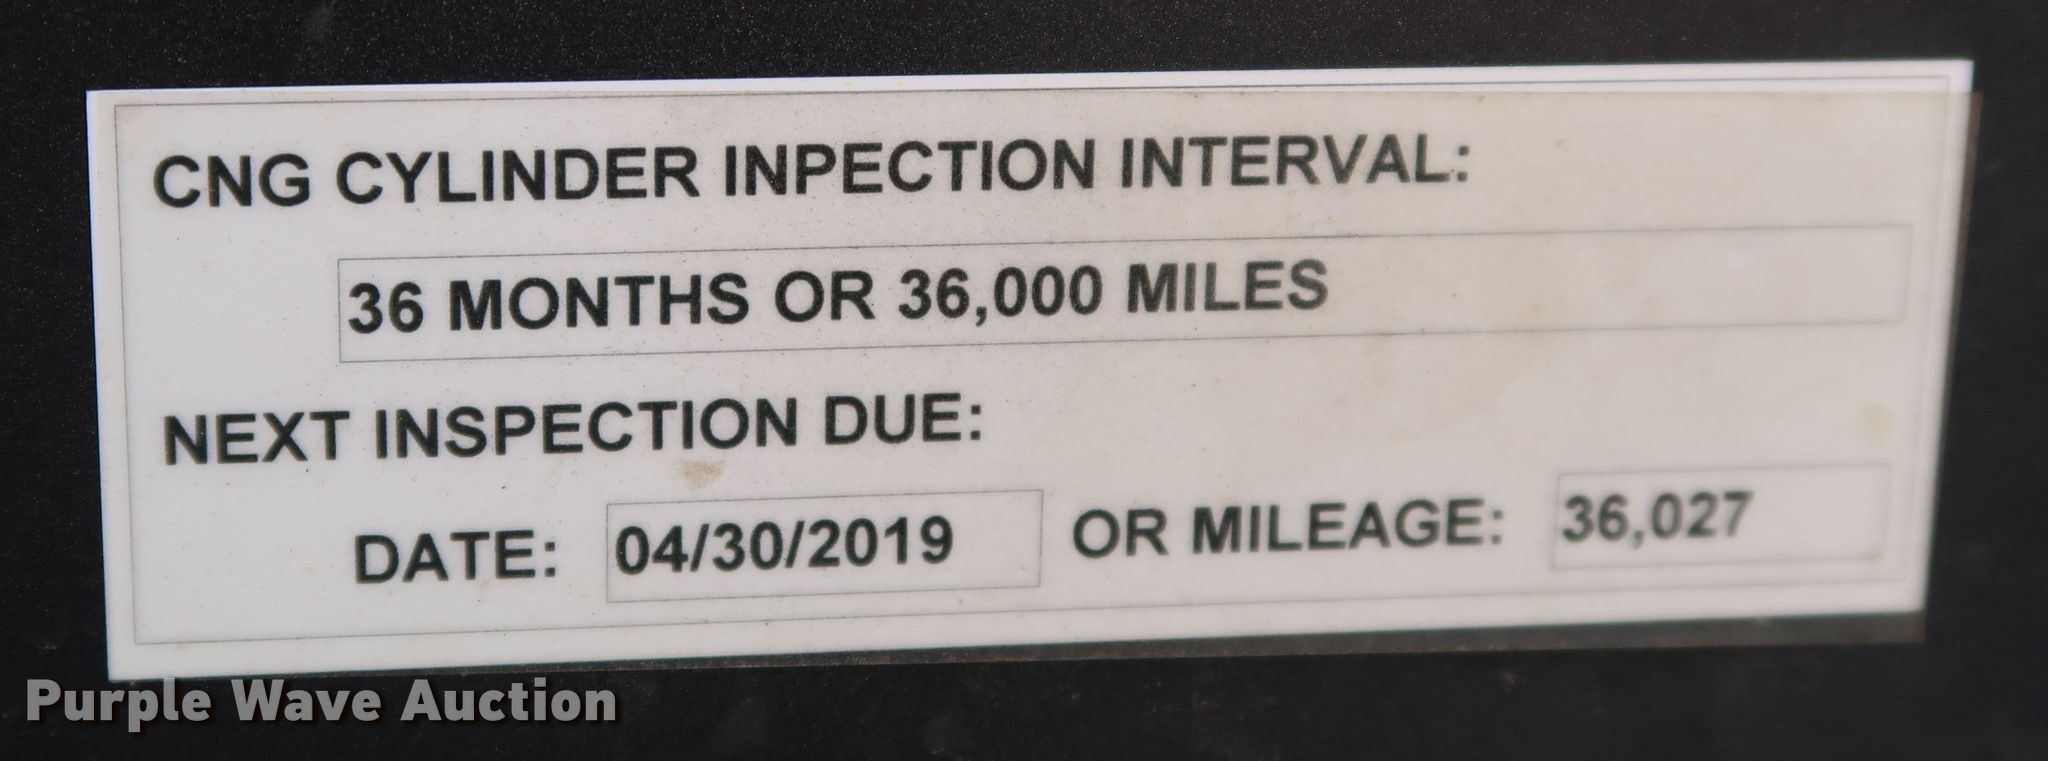 CNG CYLINDER INPECTION INTERVAL:
36 MONTHS OR 36,000 MILES
NEXT INSPECTION DUE:
DATE: 04/30/2019 OR MILEAGE: 36,027
Purple Wave Auction